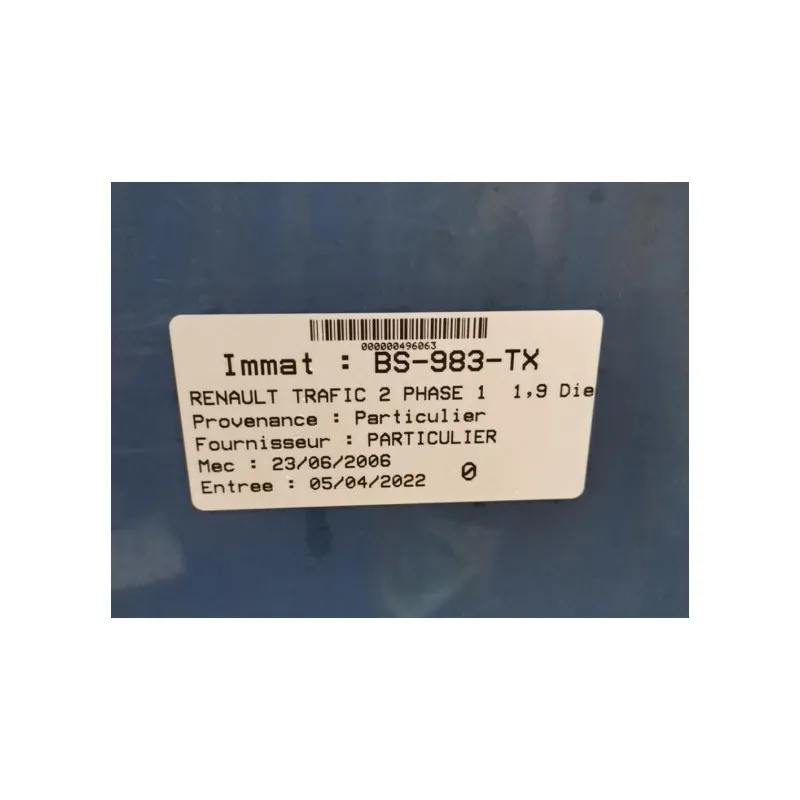 000000496063
Immat : BS-983-TX
RENAULT TRAFIC 2 PHASE 1 1,9 Die
Provenance : Particulier
Fournisseur : PARTICULIER
Mec : 23/06/2006
Entree : 05/04/2022 0